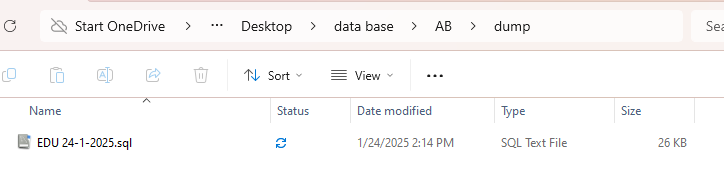 Start OneDrive > ... Desktop > data base > AB > dump > Sea
Sort View ...
Name Status Date modified Type Size
EDU 24-1-2025.sql 1/24/2025 2:14 PM SQL Text File 26 KB